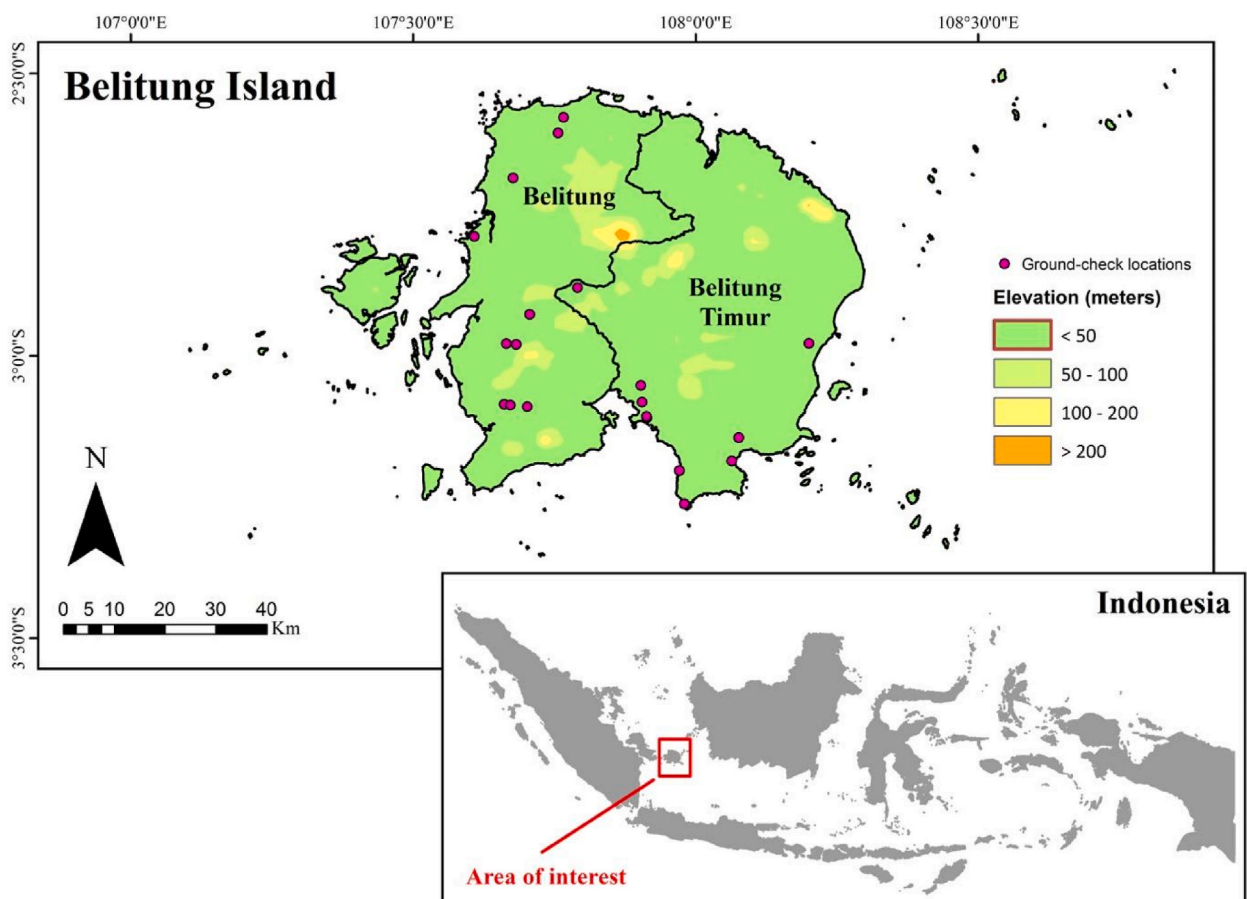 107°0'0"E
107°30'0"E
108°0'0"E
108°30'0"E
2°30'0"S
3°0'0"S
3°30'0"S
Belitung Island
Belitung
Belitung
Timur
Ground-check locations
Elevation (meters)
< 50
50 - 100
100 - 200
> 200
N
0 5 10 20 30 40
Km
Indonesia
Area of interest